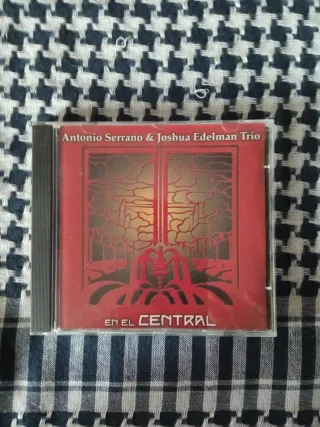 Antonio Serrano & Joshua Edelman Trio
EN EL CENTRAL